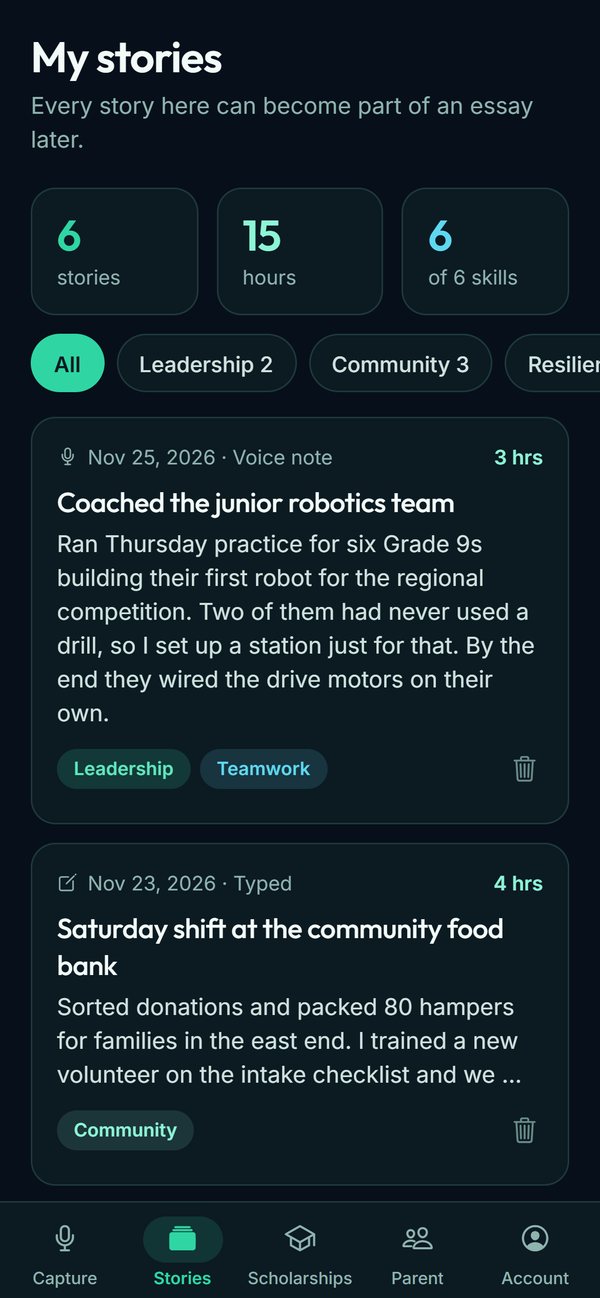 My stories
Every story here can become part of an essay
later.
6
stories
15
hours
6
of 6 skills
All
Leadership 2
Community 3
Resilier
Nov 25, 2026 · Voice note
3 hrs
Coached the junior robotics team
Ran Thursday practice for six Grade 9s
building their first robot for the regional
competition. Two of them had never used a
drill, so I set up a station just for that. By the
end they wired the drive motors on their
own.
Leadership
Teamwork
Nov 23, 2026 · Typed
4 hrs
Saturday shift at the community food
bank
Sorted donations and packed 80 hampers
for families in the east end. I trained a new
volunteer on the intake checklist and we ...
Community
Capture
Stories
Scholarships
Parent
Account